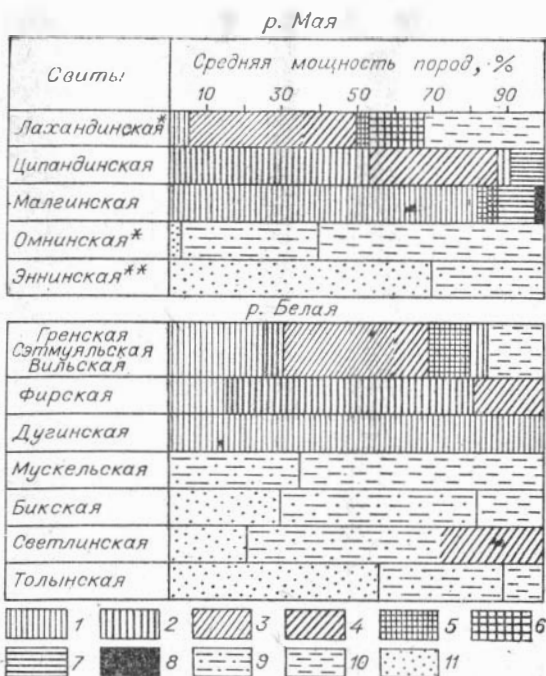 р. Мая
Свиты
Средняя мощность пород, %
10 30 50 70 90
Лахандинская*
Ципандинская
Малгинская
Омнинская*
Эннинская**
р. Белая
Гренская
Сэтмуяльская
Вильская
Фирская
Дугинская
Мускельская
Бикская
Светлинская
Толынская
1 2 3 4 5 6
7 8 9 10 11